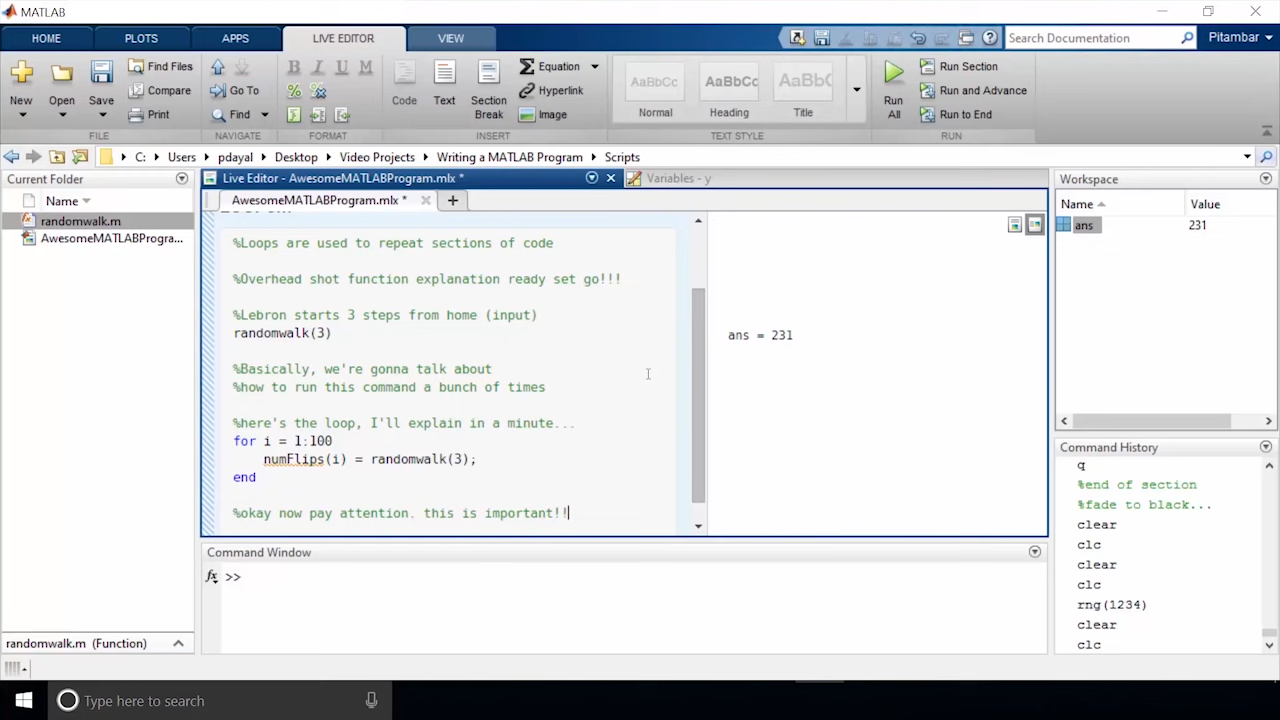 MATLAB
HOME
PLOTS
APPS
LIVE EDITOR
VIEW
Search Documentation
Pitambar
New
Open
Save
Find Files
Compare
Print
FILE
Go To
Find
NAVIGATE
B I U M
FORMAT
Code
Text
Section
Break
Equation
Hyperlink
Image
INSERT
AaBbCc
Normal
AaBbCc
Heading
AaBb(
Title
TEXT STYLE
Run
All
Run Section
Run and Advance
Run to End
RUN
C: Users pdayal Desktop Video Projects Writing a MATLAB Program Scripts
Current Folder
Name
randomwalk.m
AwesomeMATLABProgra...
randomwalk.m (Function)
Live Editor - AwesomeMATLABProgram.mlx *
Variables - y
AwesomeMATLABProgram.mlx *
%Loops are used to repeat sections of code
%Overhead shot function explanation ready set go!!!
%Lebron starts 3 steps from home (input)
randomwalk(3)
%Basically, we're gonna talk about
%how to run this command a bunch of times
%here's the loop, I'll explain in a minute...
for i = 1:100
numFlips(i) = randomwalk(3);
end
%okay now pay attention. this is important!!
ans = 231
Command Window
fx >>
Workspace
Name Value
ans 231
Command History
q
%end of section
%fade to black...
clear
clc
clear
clc
rng(1234)
clear
clc
Type here to search